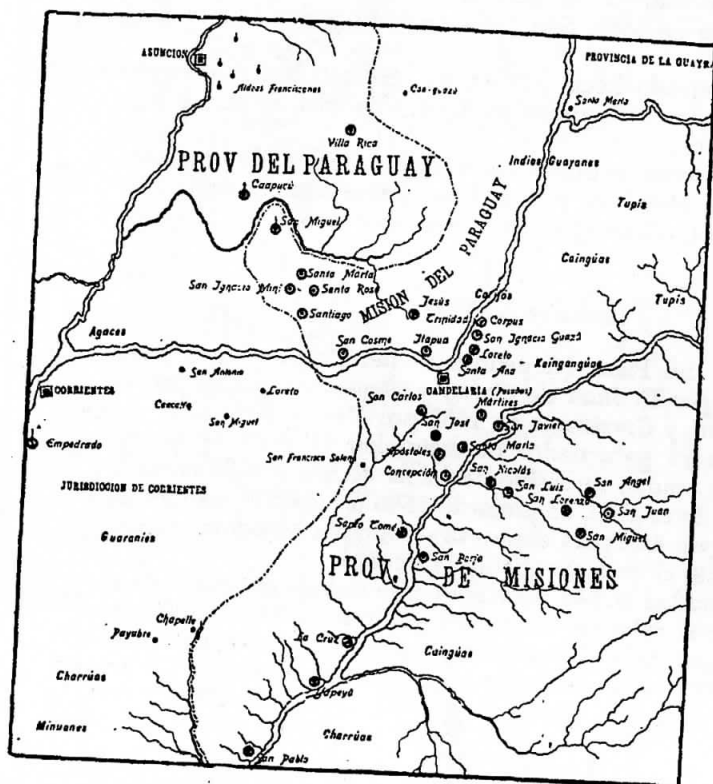 ASUNCION
PROVINCIA DE LA GUAYRA
Aldeas Franciscanas
Caa-guazú
Santa María
Villa Rica
PROV DEL PARAGUAY
Indios Guayanes
Caapucú
Tupis
San Miguel
MISION DEL PARAGUAY
Caingúas
Santa María
San Ignacio Miní
Santa Rosa
Tupis
Jesús
Santiago
Trinidad
Corpus
Agaces
San Cosme
Itapua
San Ignacio Guazú
Loreto
Santa Ana
Kaingangúes
San Antonio
CORRIENTES
Loreto
CANDELARIA (Posadas)
San Carlos
Mártires
San Miguel
San José
San Javier
Empedrado
Apóstoles
Santa María
San Francisco Solano
Concepción
San Nicolás
San Angel
JURISDICCION DE CORRIENTES
San Luis
San Lorenzo
San Juan
Guaraníes
Santo Tomé
San Miguel
San Borja
PROV. DE MISIONES
Chapelle
Payubre
La Cruz
Caingúas
Charrúas
Yapeyú
Minuanes
Charrúas
San Pablo